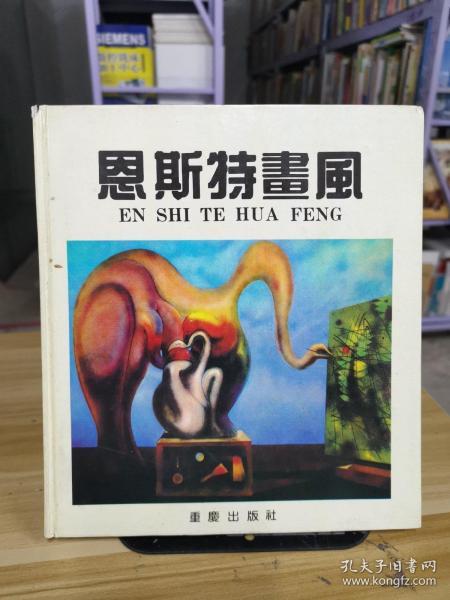 SIEMENS
恩斯特畫風
EN SHI TE HUA FENG
重慶出版社
孔夫子旧书网
www.kongfz.com